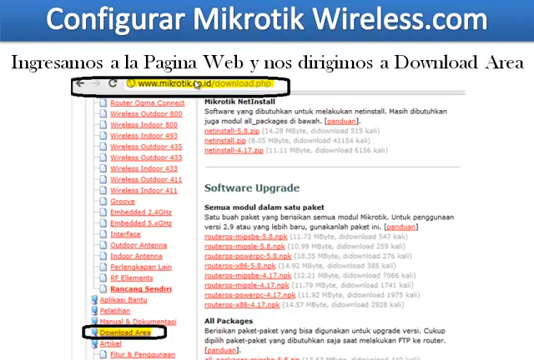 Configurar Mikrotik Wireless.com
Ingresamos a la Pagina Web y nos dirigimos a Download Area
www.mikrotik.co.id/download.php
Router Oqma Connect
Wireless Outdoor 800
Wireless Indoor 800
Wireless Indoor 493
Wireless Outdoor 435
Wireless Outdoor 433
Wireless Indoor 433
Wireless Outdoor 411
Wireless Indoor 411
Groove
Embedded 2.4GHz
Embedded 5.xGHz
Interface
Outdoor Antenna
Indoor Antenna
Perlengkapan Lain
RF Ellements
Rancang Sendiri
Aplikasi Bantu
Pelatihan
Manual & Dokumentasi
Download Area
Artikel
Fitur & Penggunaan
Mikrotik NetInstall
Software yang dibutuhkan untuk melakukan netinstall. Masih dibutuhkan
juga modul all_packages di bawah. [panduan]
netinstall-5.8.zip (14.28 MByte, didownload 515 kali)
netinstall.zip (6.05 MByte, didownload 41154 kali)
netinstall-4.17.zip (11.11 MByte, didownload 6156 kali)
Software Upgrade
Semua modul dalam satu paket
Satu buah paket yang berisikan semua modul Mikrotik. Untuk penggunaan
versi 2.9 atau yang lebih baru, gunakanlah paket ini. [panduan]
routeros-mipsbe-5.8.npk (11.72 MByte, didownload 547 kali)
routeros-mipsle-5.8.npk (10.99 MByte, didownload 259 kali)
routeros-powerpc-5.8.npk (18.35 MByte, didownload 276 kali)
routeros-x86-5.8.npk (14.92 MByte, didownload 385 kali)
routeros-mipsbe-4.17.npk (12.21 MByte, didownload 7066 kali)
routeros-mipsle-4.17.npk (11.79 MByte, didownload 1741 kali)
routeros-powerpc-4.17.npk (11.92 MByte, didownload 1975 kali)
routeros-x86-4.17.npk (14.57 MByte, didownload 2928 kali)
All Packages
Berisikan paket-paket yang bisa digunakan untuk upgrade versi. Cukup
dipilih paket-paket yang dibutuhkan saja saat melakukan FTP ke router.